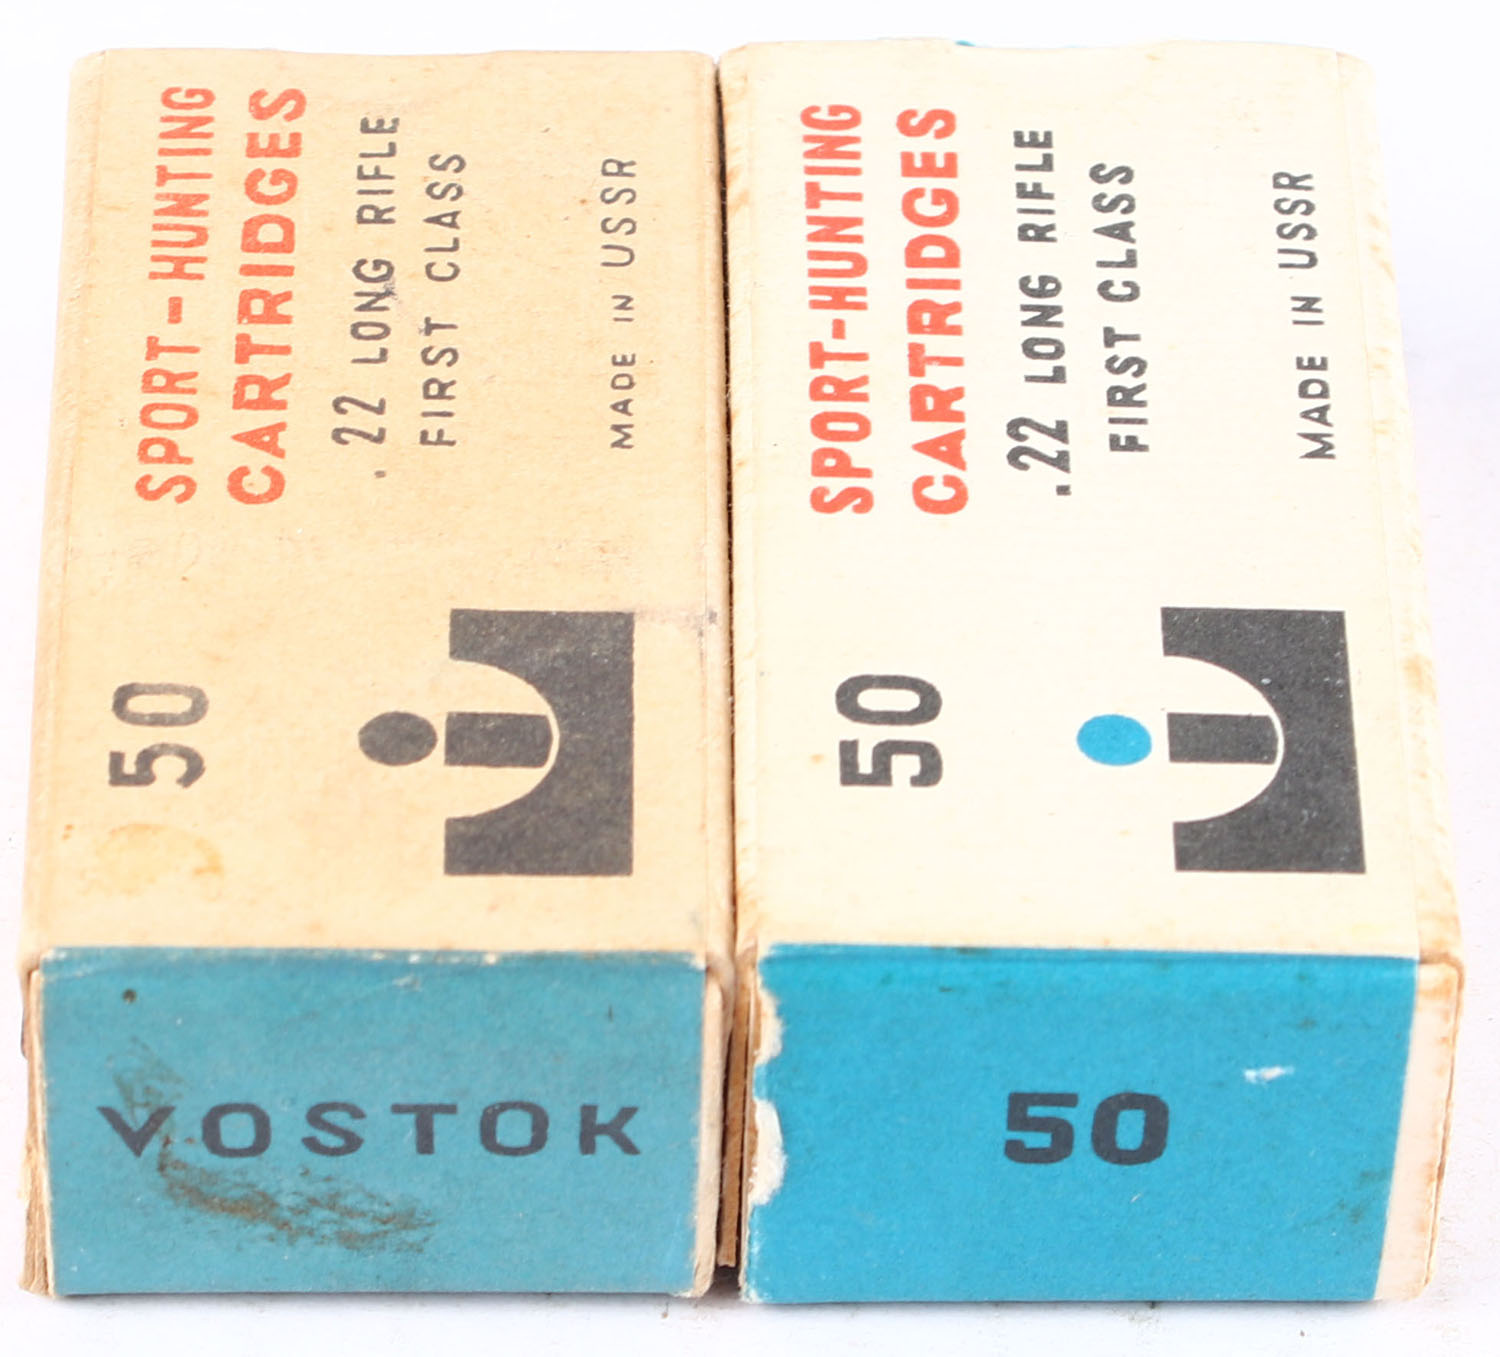 SPORT-HUNTING
CARTRIDGES
.22 LONG RIFLE
FIRST CLASS
MADE IN USSR
50
VOSTOK
SPORT-HUNTING
CARTRIDGES
.22 LONG RIFLE
FIRST CLASS
MADE IN USSR
50
50